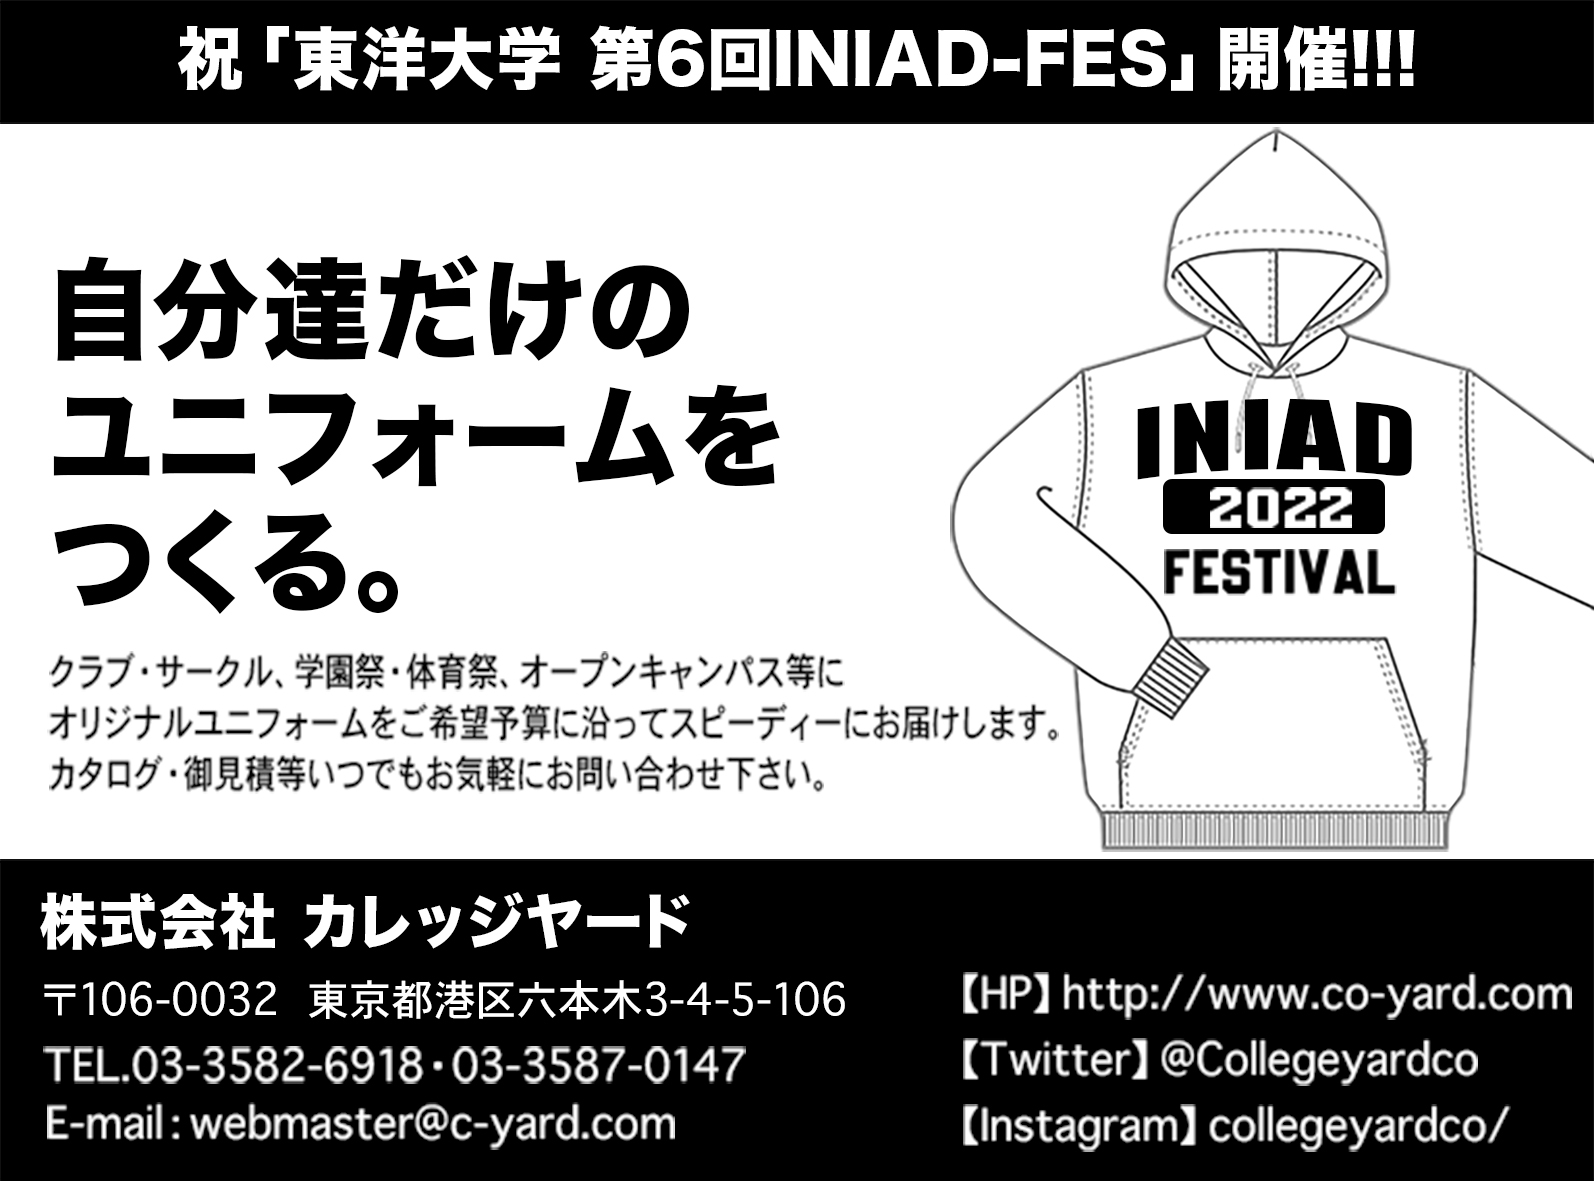 祝「東洋大学 第6回INIAD-FES」開催!!!
自分達だけの
ユニフォームを
つくる。
INIAD
2022
FESTIVAL
クラブ・サークル、学園祭・体育祭、オープンキャンパス等に
オリジナルユニフォームをご希望予算に沿ってスピーディーにお届けします。
カタログ・御見積等いつでもお気軽にお問い合わせ下さい。
株式会社 カレッジヤード
〒106-0032 東京都港区六本木3-4-5-106
TEL.03-3582-6918・03-3587-0147
E-mail:webmaster@c-yard.com
【HP】http://www.co-yard.com
【Twitter】@Collegeyardco
【Instagram】collegeyardco/